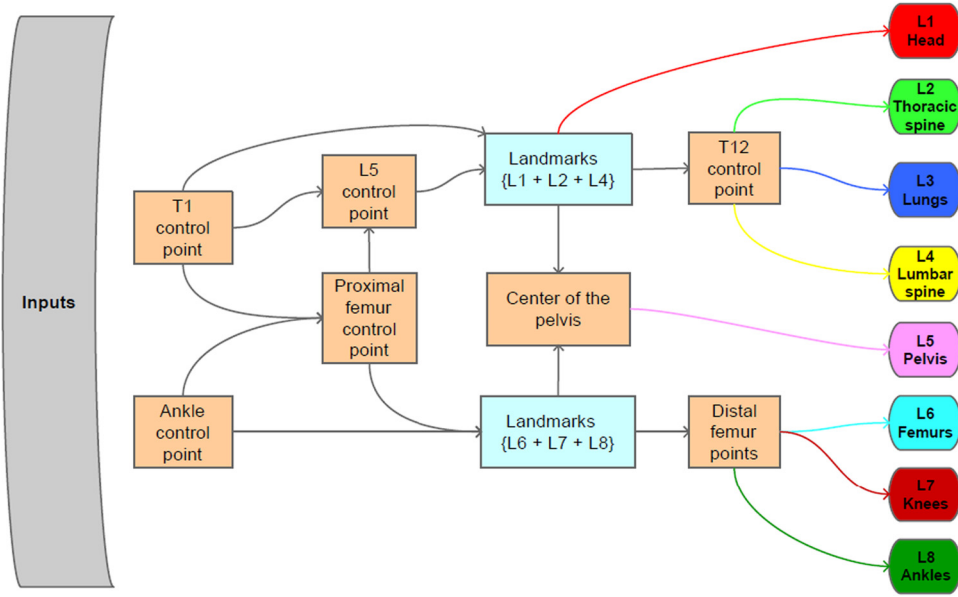 Inputs
T1
control
point
Ankle
control
point
L5
control
point
Proximal
femur
control
point
Landmarks
{L1 + L2 + L4}
Center of the
pelvis
Landmarks
{L6 + L7 + L8}
T12
control
point
Distal
femur
points
L1
Head
L2
Thoracic
spine
L3
Lungs
L4
Lumbar
spine
L5
Pelvis
L6
Femurs
L7
Knees
L8
Ankles